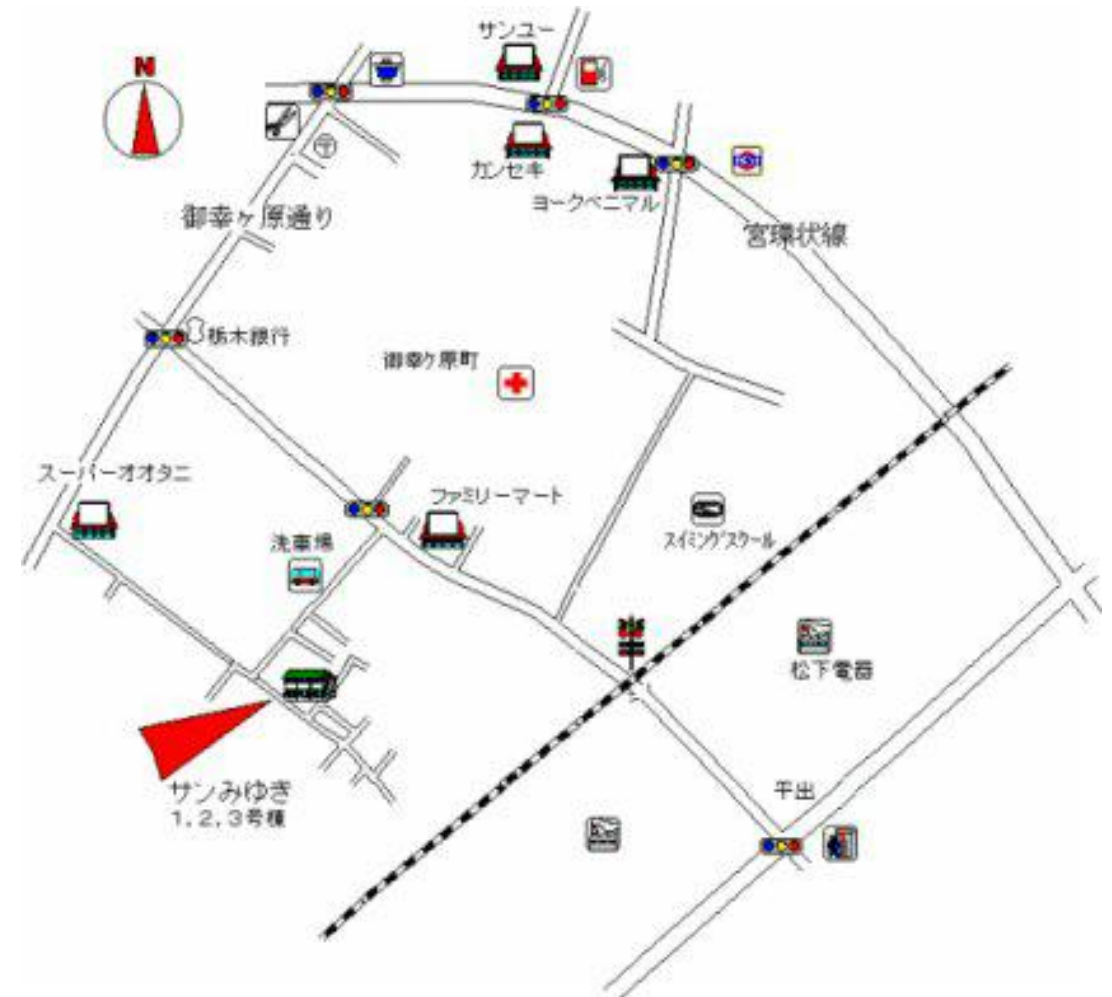 サンユー
N
カンセキ
〒
ヨークベニマル
御幸ヶ原通り
宮環状線
栃木銀行
御幸ケ原町
スーパーオオタニ
ファミリーマート
洗車場
スイミングスクール
松下電器
平出
サンみゆき
1.2.3号棟